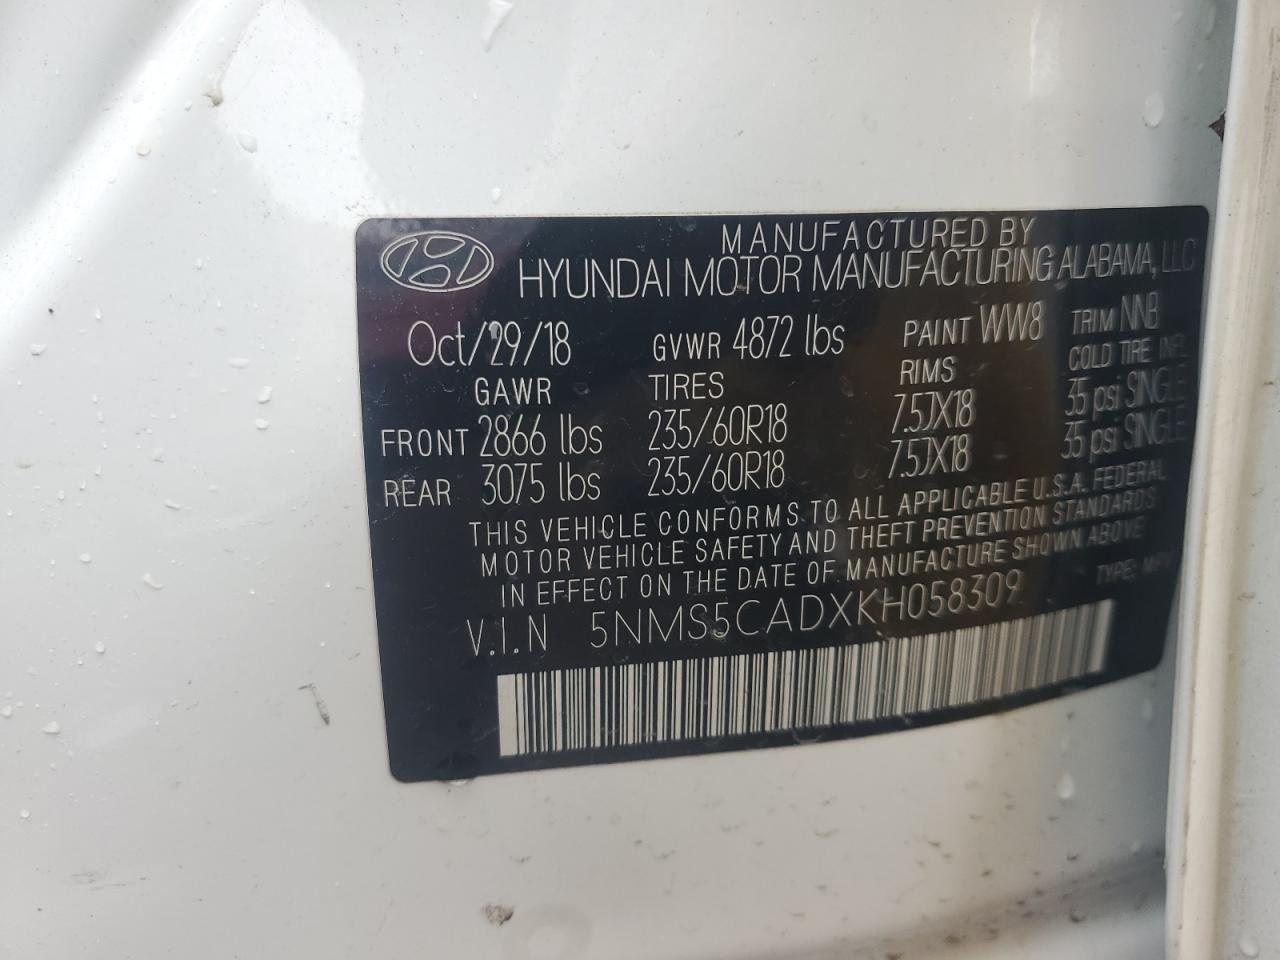 MANUFACTURED BY
HYUNDAI MOTOR MANUFACTURING ALABAMA, LLC
Oct/29/18 GVWR 4872 lbs PAINT WW8 TRIM NNB
GAWR TIRES RIMS COLD TIRE INFL
FRONT 2866 lbs 235/60R18 7.5JX18 35 psi SINGLE
REAR 3075 lbs 235/60R18 7.5JX18 35 psi SINGLE
THIS VEHICLE CONFORMS TO ALL APPLICABLE U.S.A. FEDERAL
MOTOR VEHICLE SAFETY AND THEFT PREVENTION STANDARDS
IN EFFECT ON THE DATE OF MANUFACTURE SHOWN ABOVE
V.I.N 5NMS5CADXKH058309 TYPE: MPV